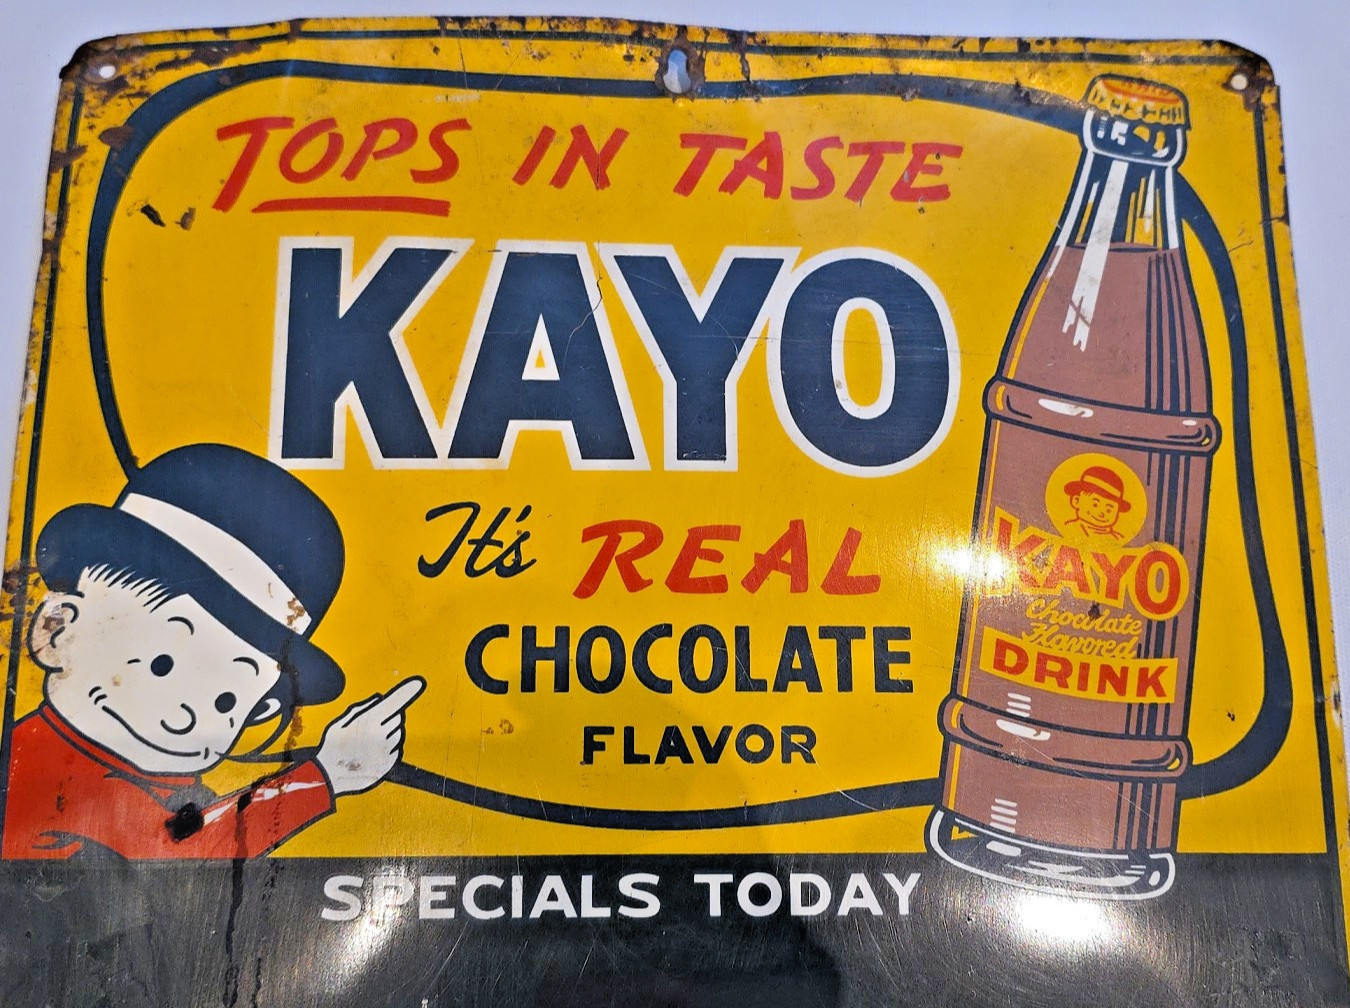 TOPS IN TASTE
KAYO
It's REAL
CHOCOLATE
FLAVOR
KAYO
Chocolate
Flavored
DRINK
SPECIALS TODAY